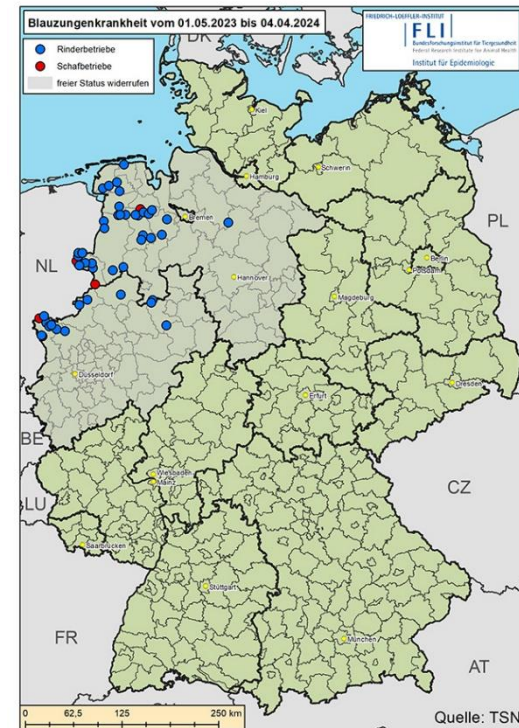 Blauzungenkrankheit vom 01.05.2023 bis 04.04.2024
FRIEDRICH-LOEFFLER-INSTITUT
FLI
Bundesforschungsinstitut für Tiergesundheit
Federal Research Institute for Animal Health
Institut für Epidemiologie
Rinderbetriebe
Schafbetriebe
freier Status widerrufen
DK
Kiel
Hamburg
Schwerin
Bremen
PL
NL
Berlin
Potsdam
Hannover
Magdeburg
Düsseldorf
Dresden
Erfurt
BE
Wiesbaden
Mainz
LU
CZ
Saarbrücken
Stuttgart
FR
München
AT
0 62,5 125 250 km
Quelle: TSN